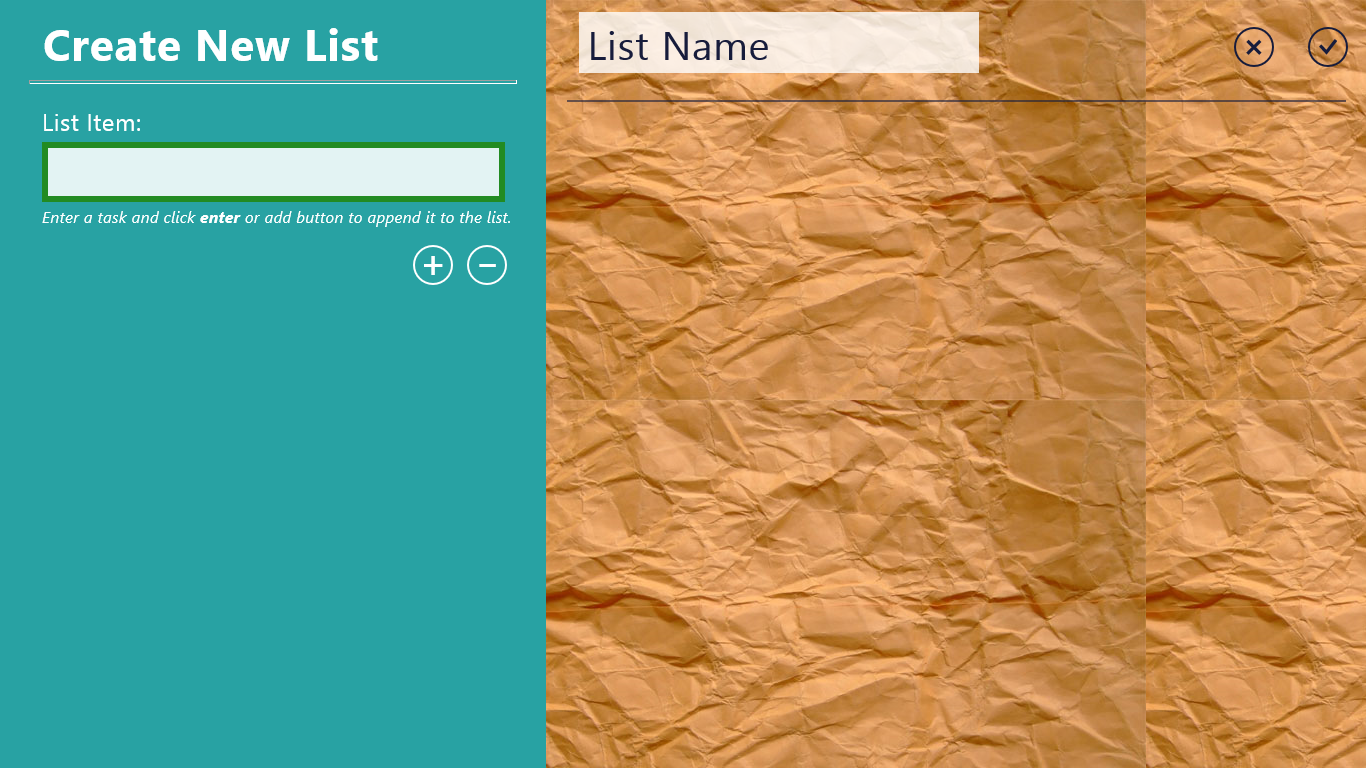 Create New List
List Name
List Item:
Enter a task and click enter or add button to append it to the list.